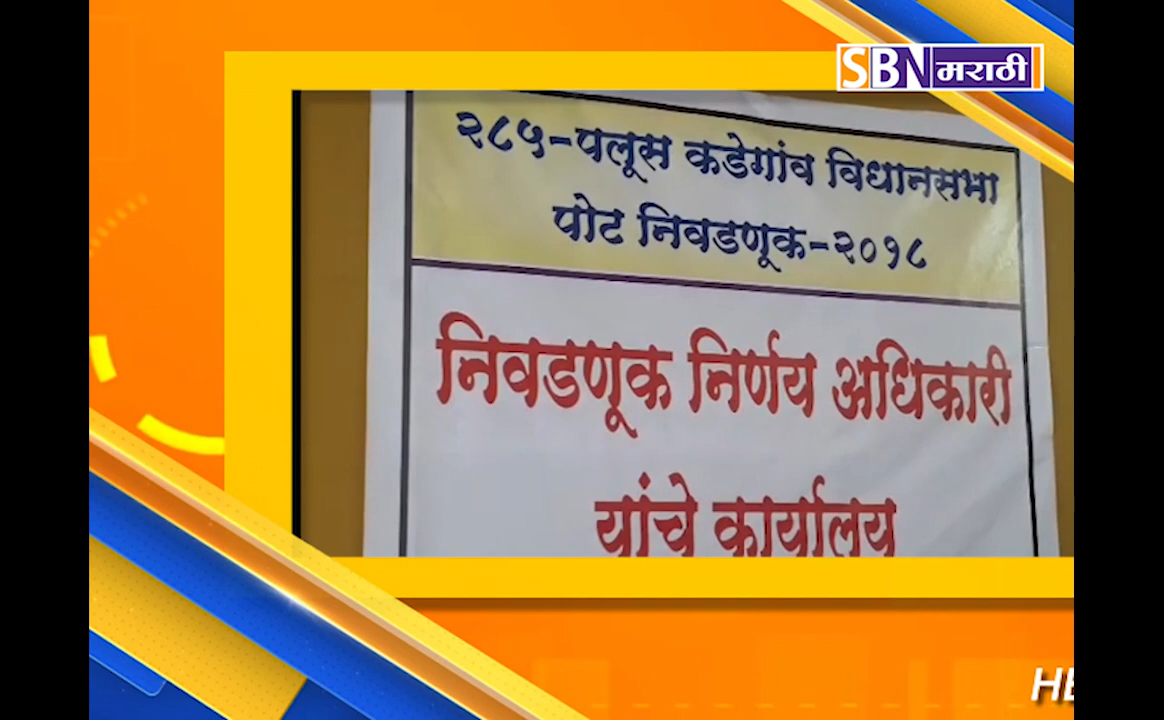 SBN मराठी
२८५-पलूस कडेगांव विधानसभा
पोट निवडणूक-२०१८
निवडणूक निर्णय अधिकारी
यांचे कार्यालय